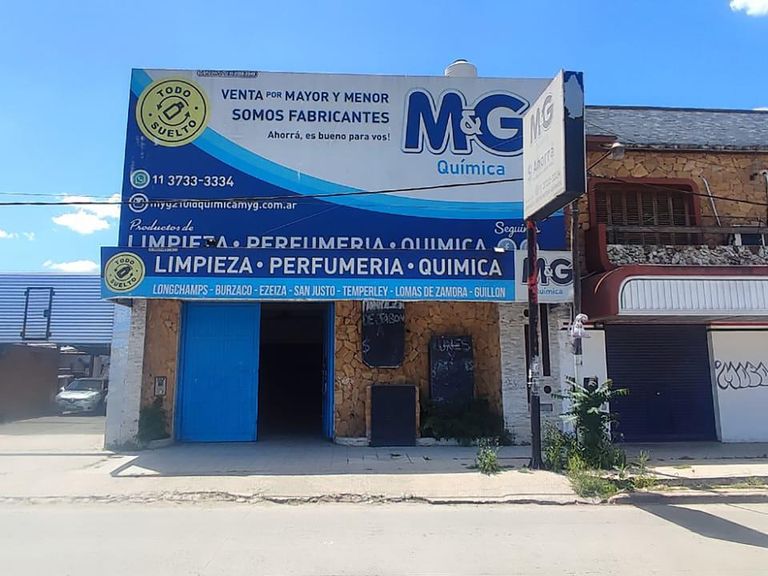 TODO
SUELTO
VENTA POR MAYOR Y MENOR
SOMOS FABRICANTES
Ahorrá, es bueno para vos!
M&G
Química
11 3733-3334
Productos de
LIMPIEZA • PERFUMERIA • QUIMICA
TODO
SUELTO
LIMPIEZA • PERFUMERIA • QUIMICA
LONGCHAMPS - BURZACO - EZEIZA - SAN JUSTO - TEMPERLEY - LOMAS DE ZAMORA - GUILLON
M&G
Química
M&G
Ahorra
LUNES